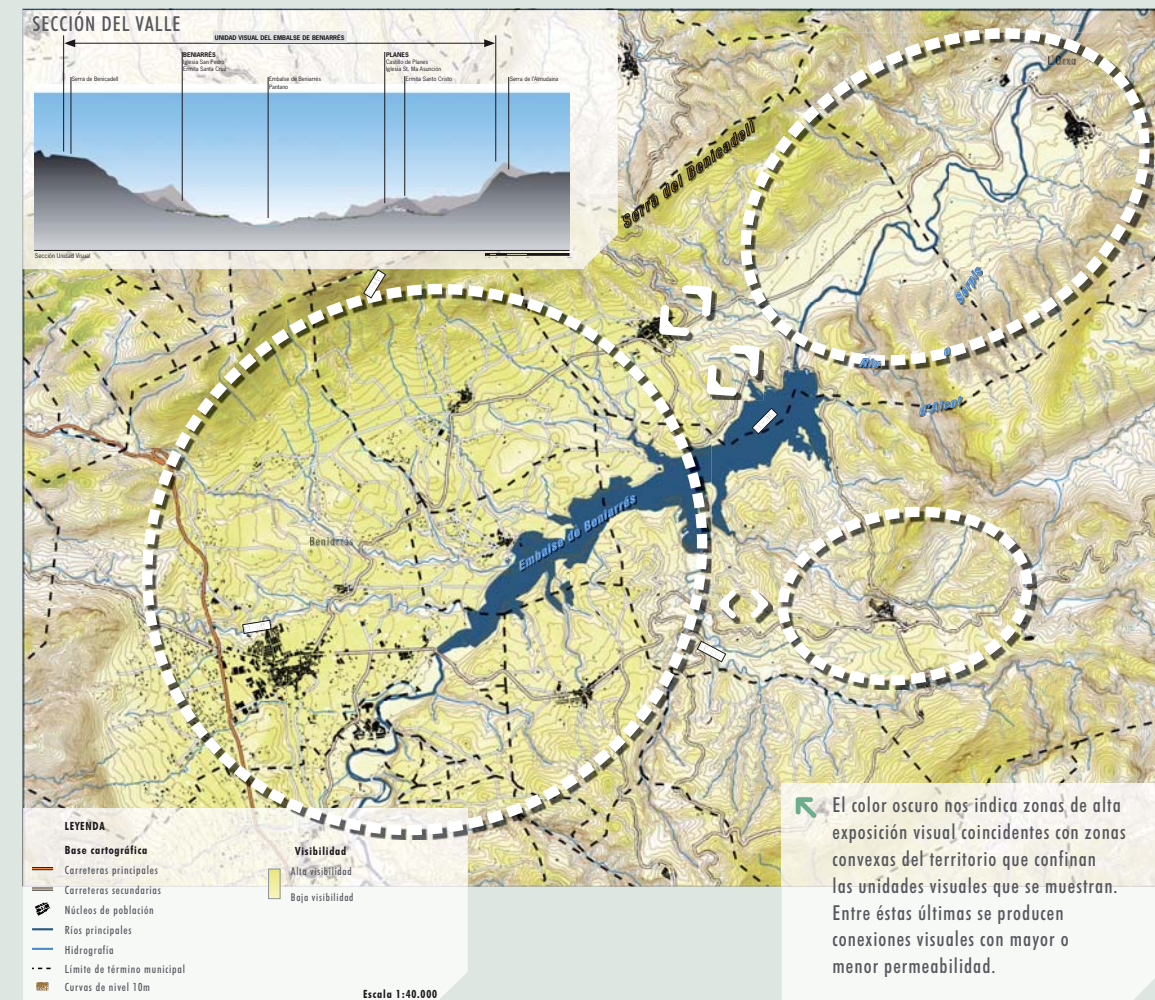 SECCIÓN DEL VALLE
UNIDAD VISUAL DEL EMBALSE DE BENIARRÉS
BENIARRÉS
Iglesia San Pedro
Ermita Santa Cruz
PLANES
Castillo de Planes
Iglesia St. Ma Asunción
Serra de Benicadell
Embalse de Beniarrés
Pantano
Ermita Santo Cristo
Serra de l'Almudaina
Sección Unidad Visual
Serra del Benicadell
L'Orxa
Serpis
Riu
o
d'Alcoi
Embalse de Beniarrés
Beniarrés
LEYENDA
Base cartográfica
Carreteras principales
Carreteras secundarias
Núcleos de población
Ríos principales
Hidrografía
Límite de término municipal
Curvas de nivel 10m
Visibilidad
Alta visibilidad
Baja visibilidad
Escala 1:40.000
El color oscuro nos indica zonas de alta
exposición visual coincidentes con zonas
convexas del territorio que confinan
las unidades visuales que se muestran.
Entre éstas últimas se producen
conexiones visuales con mayor o
menor permeabilidad.